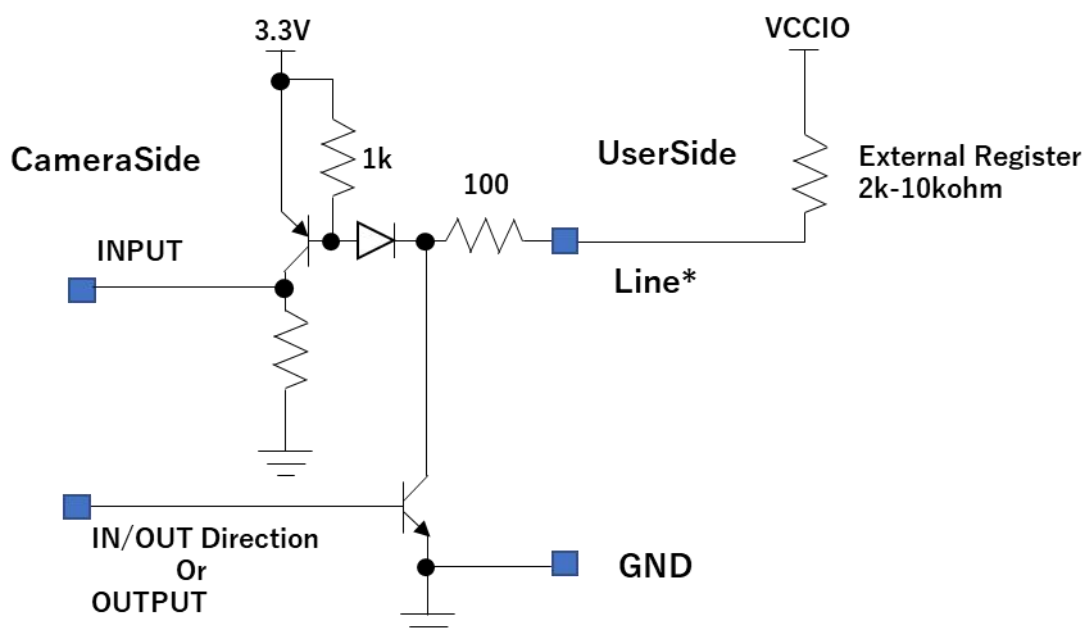 3.3V
VCCIO
CameraSide
1k
UserSide
External Register
2k-10kohm
100
INPUT
Line*
IN/OUT Direction
Or
OUTPUT
GND